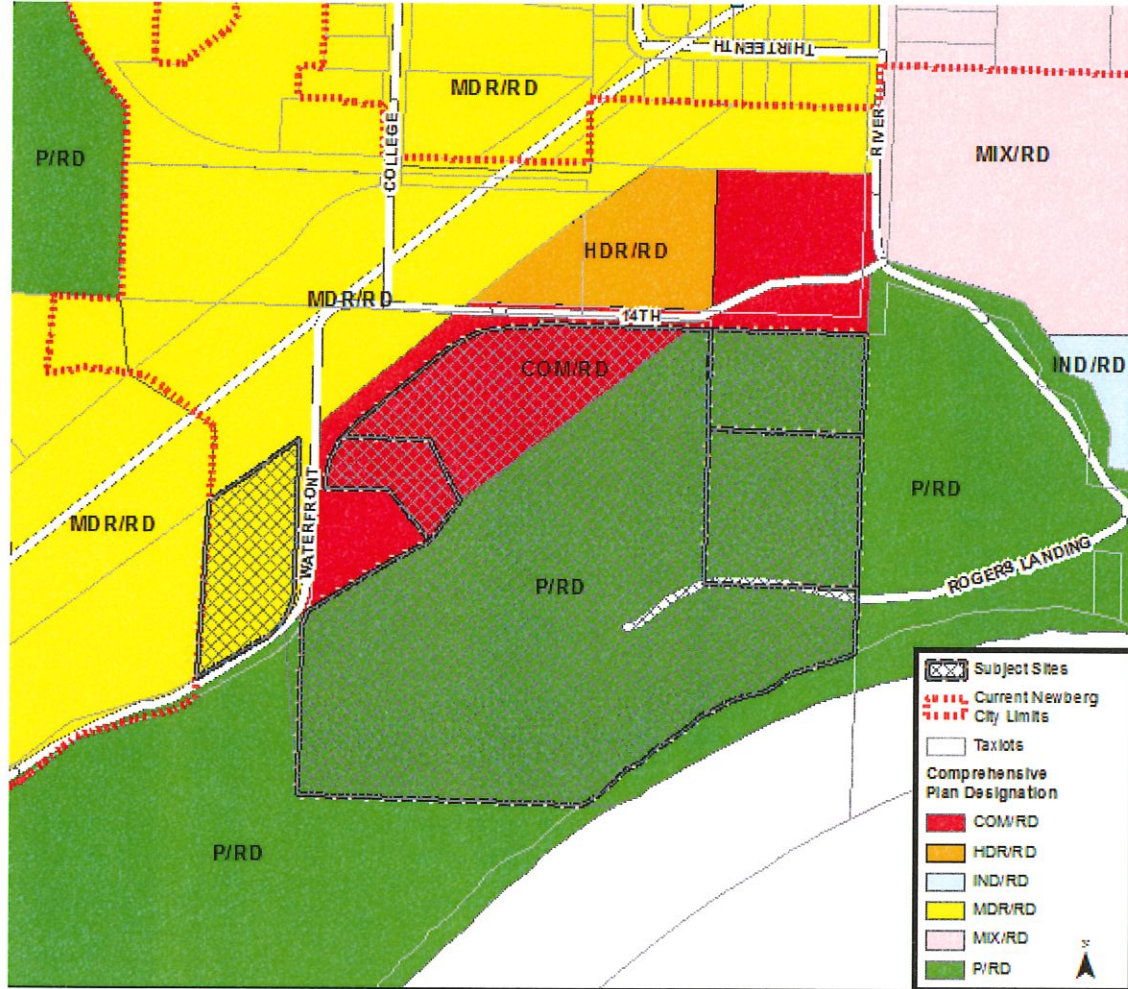 THIRTEENTH
MDR/RD
COLLEGE
RIVER
P/RD
MIX/RD
HDR/RD
MDR/RD
14TH
COM/RD
IND/RD
WATERFRONT
P/RD
MDR/RD
ROGERS LANDING
P/RD
P/RD
Subject Sites
Current Newberg
City Limits
Taxlots
Comprehensive
Plan Designation
COM/RD
HDR/RD
IND/RD
MDR/RD
MIX/RD
P/RD